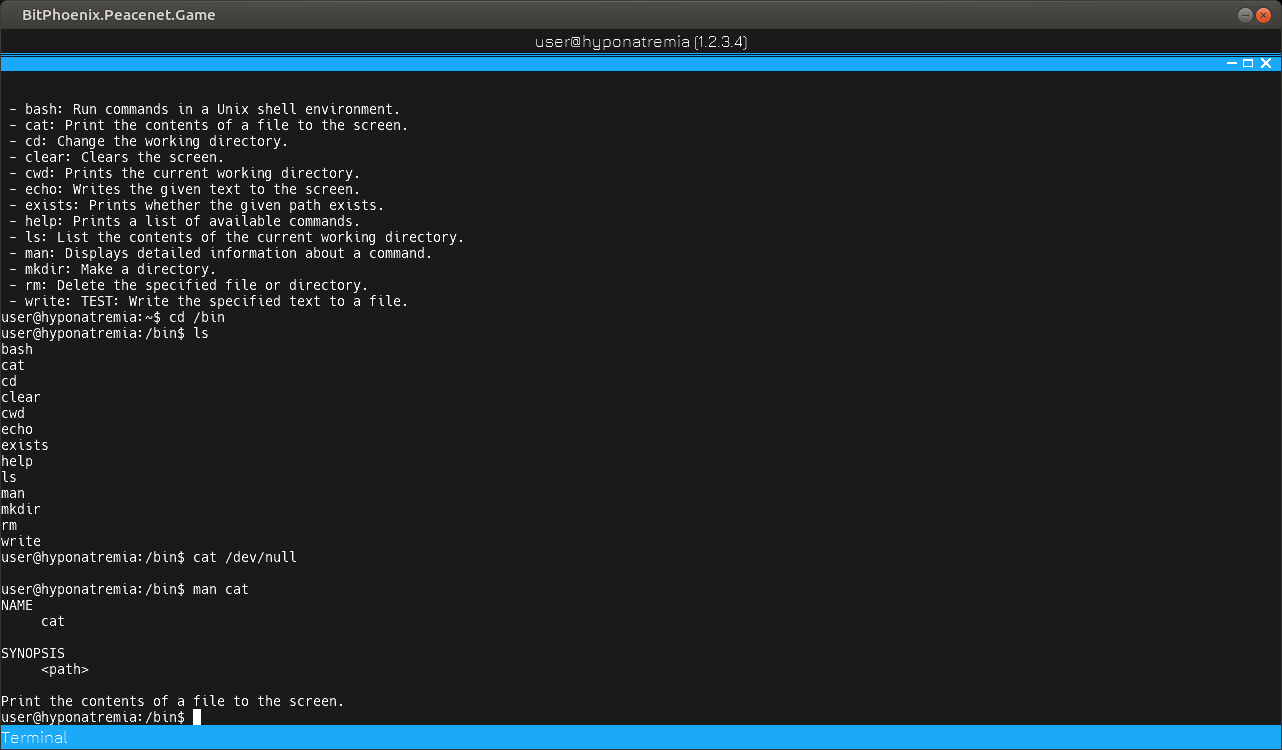 BitPhoenix.Peacenet.Game
user@hyponatremia (1.2.3.4)
- bash: Run commands in a Unix shell environment.
- cat: Print the contents of a file to the screen.
- cd: Change the working directory.
- clear: Clears the screen.
- cwd: Prints the current working directory.
- echo: Writes the given text to the screen.
- exists: Prints whether the given path exists.
- help: Prints a list of available commands.
- ls: List the contents of the current working directory.
- man: Displays detailed information about a command.
- mkdir: Make a directory.
- rm: Delete the specified file or directory.
- write: TEST: Write the specified text to a file.
user@hyponatremia:~$ cd /bin
user@hyponatremia:/bin$ ls
bash
cat
cd
clear
cwd
echo
exists
help
ls
man
mkdir
rm
write
user@hyponatremia:/bin$ cat /dev/null
user@hyponatremia:/bin$ man cat
NAME
cat
SYNOPSIS
<path>
Print the contents of a file to the screen.
user@hyponatremia:/bin$
Terminal